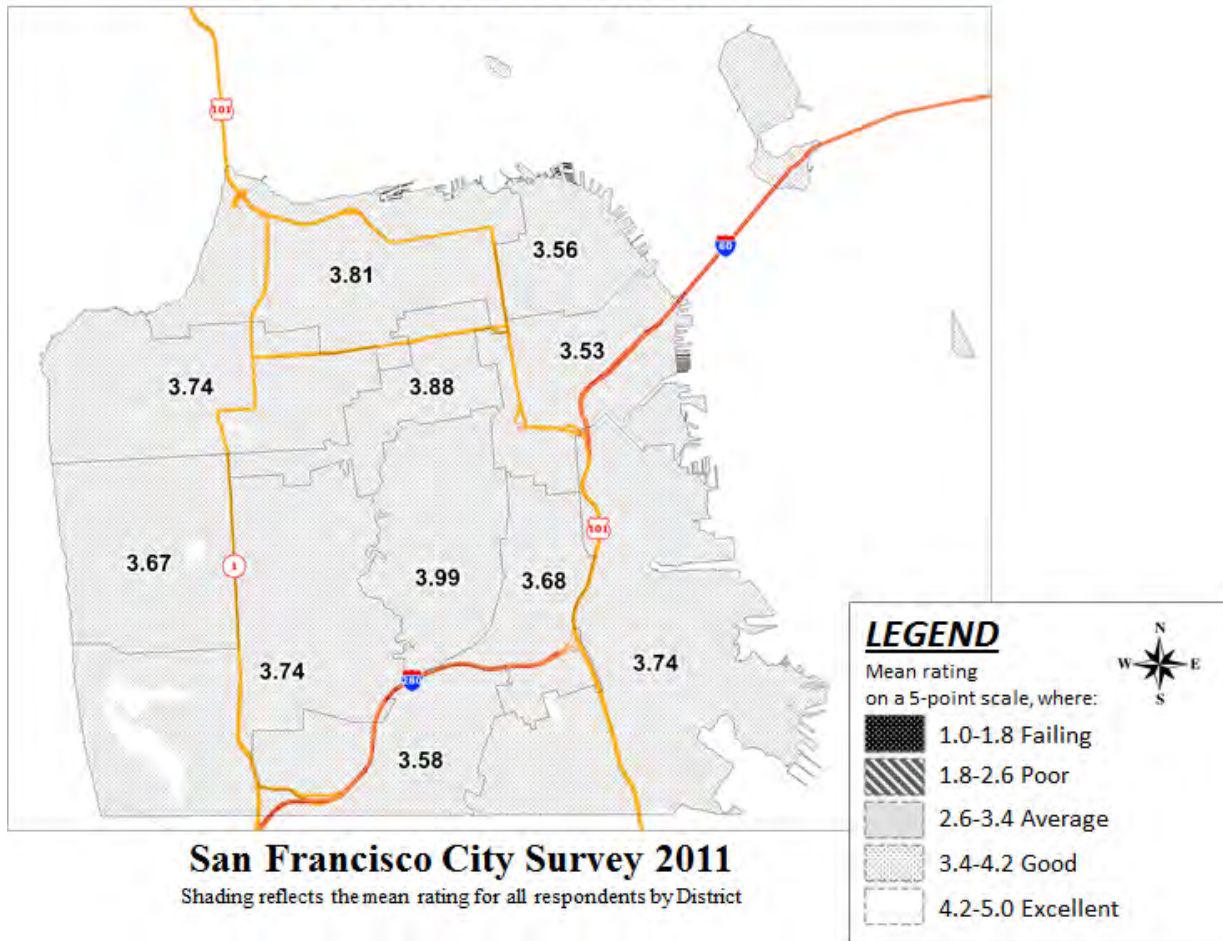 101
3.81
3.56
60
3.53
3.74
3.88
101
3.67
1
3.99
3.68
3.74
280
3.74
3.58
LEGEND
Mean rating
on a 5-point scale, where:
1.0-1.8 Failing
1.8-2.6 Poor
2.6-3.4 Average
3.4-4.2 Good
4.2-5.0 Excellent
N
W E
S
San Francisco City Survey 2011
Shading reflects the mean rating for all respondents by District